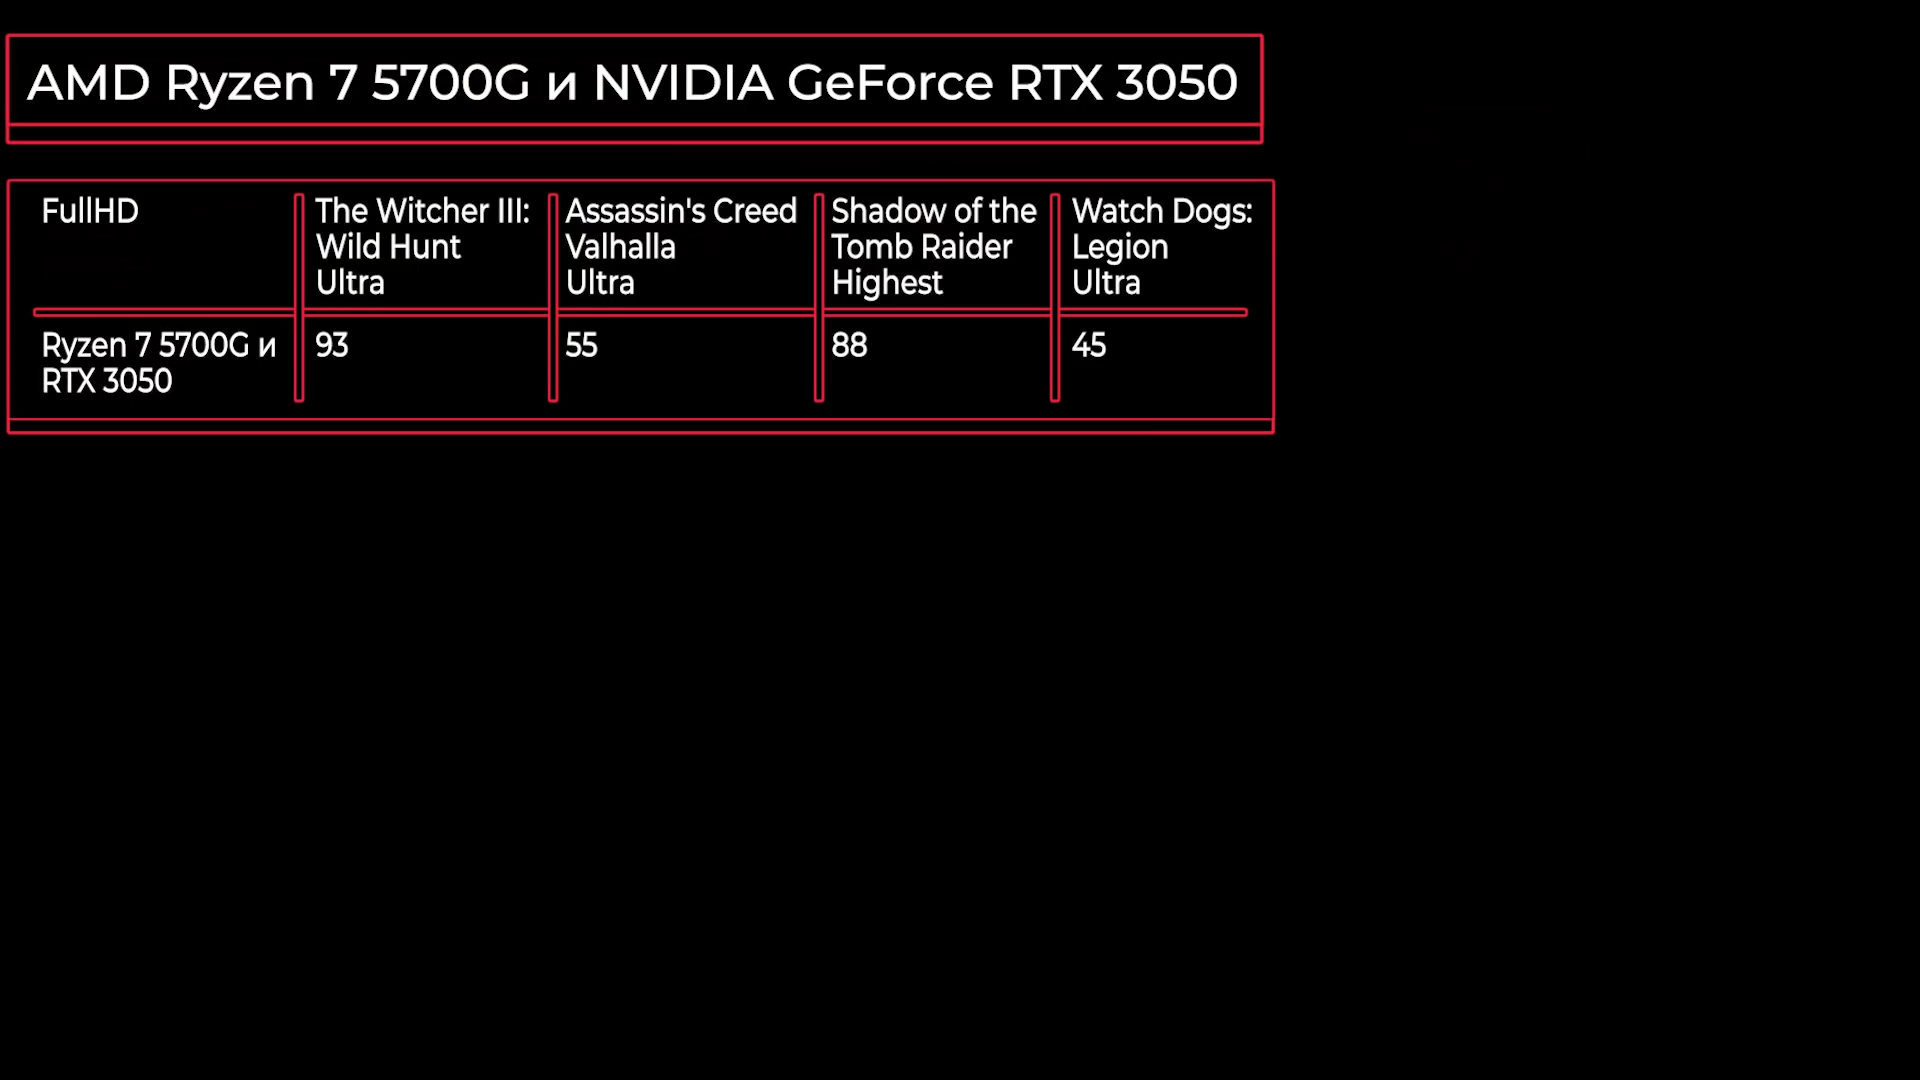 AMD Ryzen 7 5700G и NVIDIA GeForce RTX 3050
FullHD
The Witcher III:
Wild Hunt
Ultra
Assassin's Creed
Valhalla
Ultra
Shadow of the
Tomb Raider
Highest
Watch Dogs:
Legion
Ultra
Ryzen 7 5700G и
RTX 3050
93
55
88
45